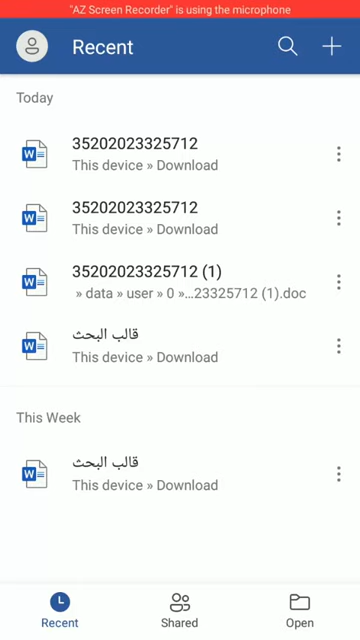 "AZ Screen Recorder" is using the microphone
Recent
Today
35202023325712
This device » Download
35202023325712
This device » Download
35202023325712 (1)
» data » user » 0 »...23325712 (1).doc
قالب البحث
This device » Download
This Week
قالب البحث
This device » Download
Recent
Shared
Open